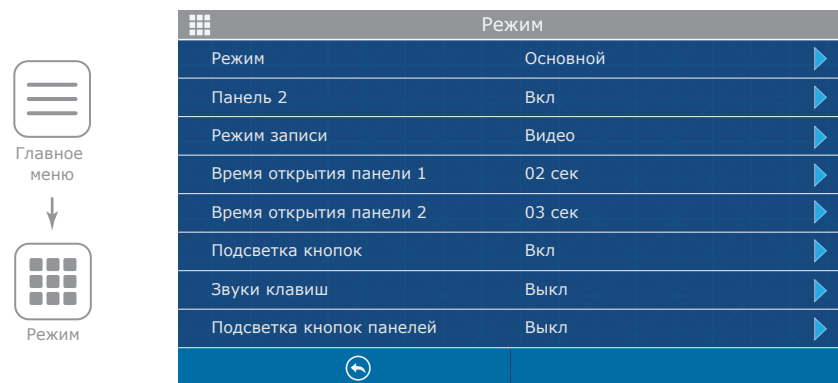 Главное
меню
Режим
Режим
Режим Основной
Панель 2 Вкл
Режим записи Видео
Время открытия панели 1 02 сек
Время открытия панели 2 03 сек
Подсветка кнопок Вкл
Звуки клавиш Выкл
Подсветка кнопок панелей Выкл